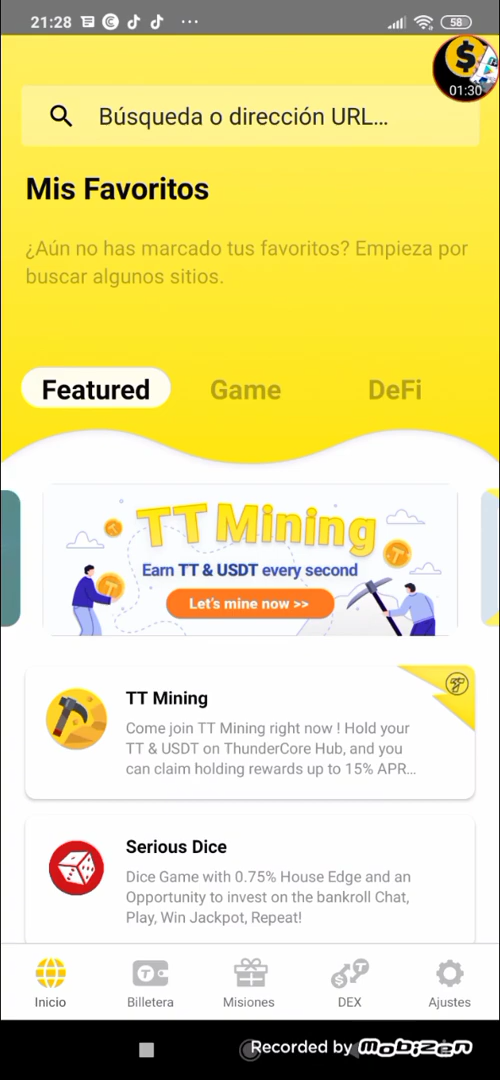 21:28
58
01:30
Búsqueda o dirección URL...
Mis Favoritos
¿Aún no has marcado tus favoritos? Empieza por
buscar algunos sitios.
Featured
Game
DeFi
TT Mining
Earn TT & USDT every second
Let's mine now >>
TT Mining
Come join TT Mining right now ! Hold your
TT & USDT on ThunderCore Hub, and you
can claim holding rewards up to 15% APR...
Serious Dice
Dice Game with 0.75% House Edge and an
Opportunity to invest on the bankroll Chat,
Play, Win Jackpot, Repeat!
Inicio
Billetera
Misiones
DEX
Ajustes
Recorded by mobizen